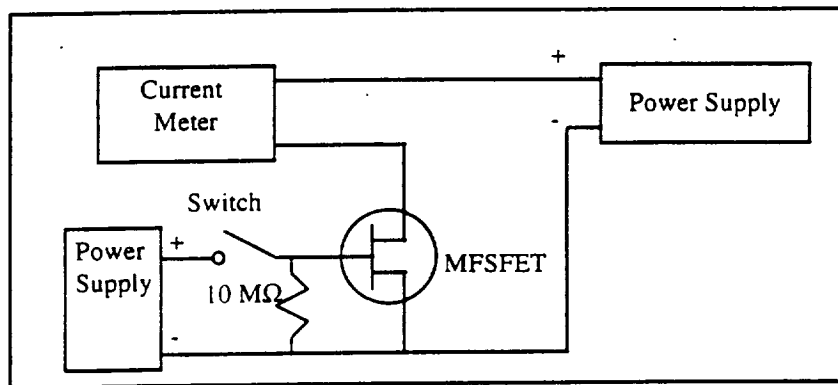 Current
Meter
+
Power Supply
-
Switch
Power
Supply
+
MFSFET
10 MΩ
-